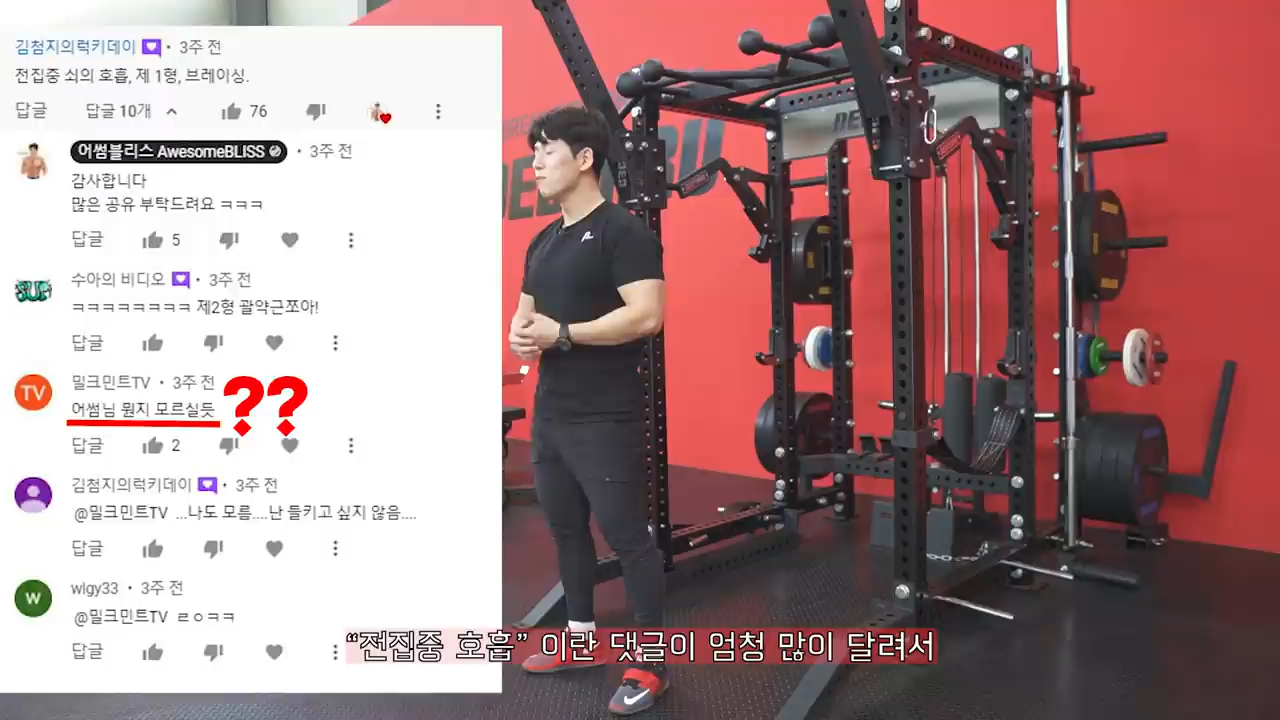 김첨지의럭키데이 · 3주 전
전집중 쇠의 호흡, 제 1형, 브레이싱.
답글 답글 10개 76
어썸블리스 AwesomeBLISS · 3주 전
감사합니다
많은 공유 부탁드려요 ㅋㅋㅋ
답글 5
수아의 비디오 · 3주 전
ㅋㅋㅋㅋㅋㅋㅋㅋ 제2형 괄약근쪼아!
답글
TV
밀크민트TV · 3주 전
어썸님 뭔지 모르실듯 ??
답글 2
김첨지의럭키데이 · 3주 전
@밀크민트TV ...나도 모름....난 들키고 싶지 않음....
답글
W
wlgy33 · 3주 전
@밀크민트TV ㄹㅇㅋㅋ
답글
“전집중 호흡” 이란 댓글이 엄청 많이 달려서